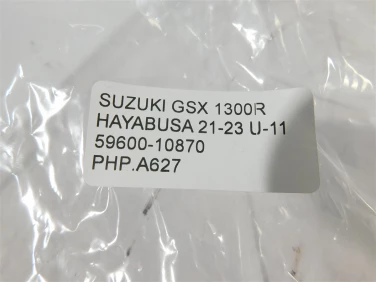 SUZUKI GSX 1300R
HAYABUSA 21-23 U-11
59600-10870
PHP.A627